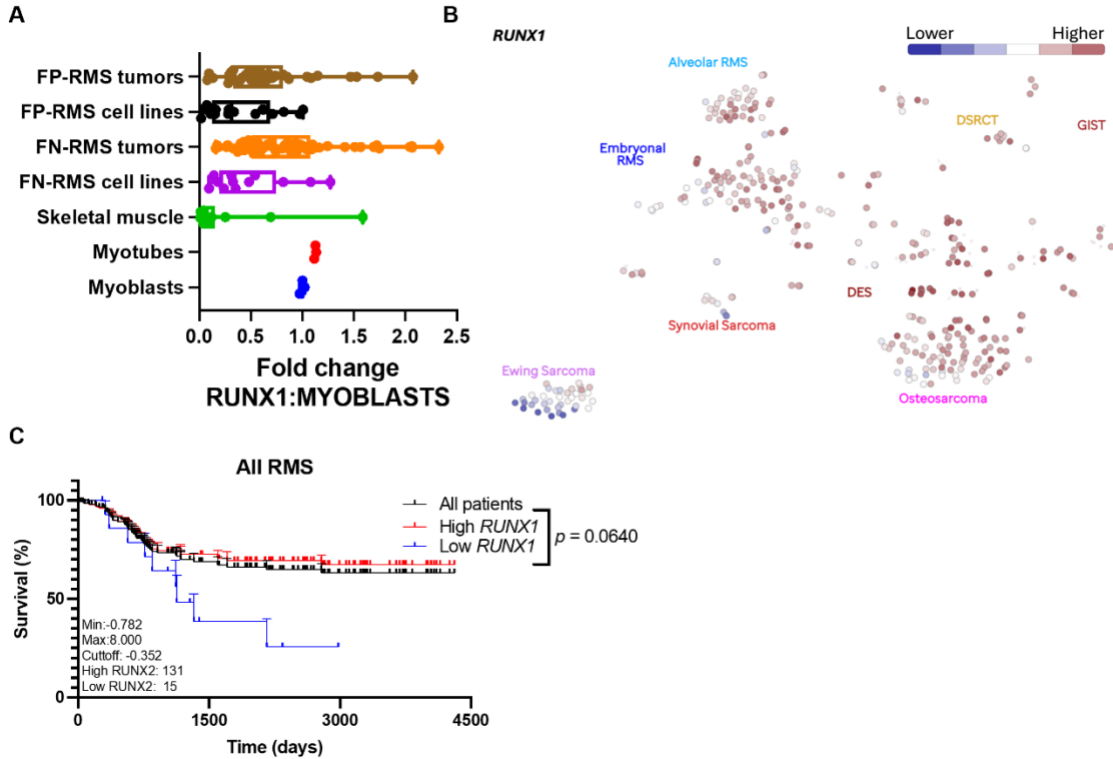 A
FP-RMS tumors
FP-RMS cell lines
FN-RMS tumors
FN-RMS cell lines
Skeletal muscle
Myotubes
Myoblasts
0.0 0.5 1.0 1.5 2.0 2.5
Fold change
RUNX1:MYOBLASTS
B
RUNX1
Lower Higher
Alveolar RMS
DSRCT
GIST
Embryonal
RMS
DES
Synovial Sarcoma
Ewing Sarcoma
Osteosarcoma
C
All RMS
All patients
High RUNX1
Low RUNX1
p = 0.0640
100
50
0
Survival (%)
Min:-0.782
Max:8.000
Cuttoff: -0.352
High RUNX2: 131
Low RUNX2: 15
0 1500 3000 4500
Time (days)